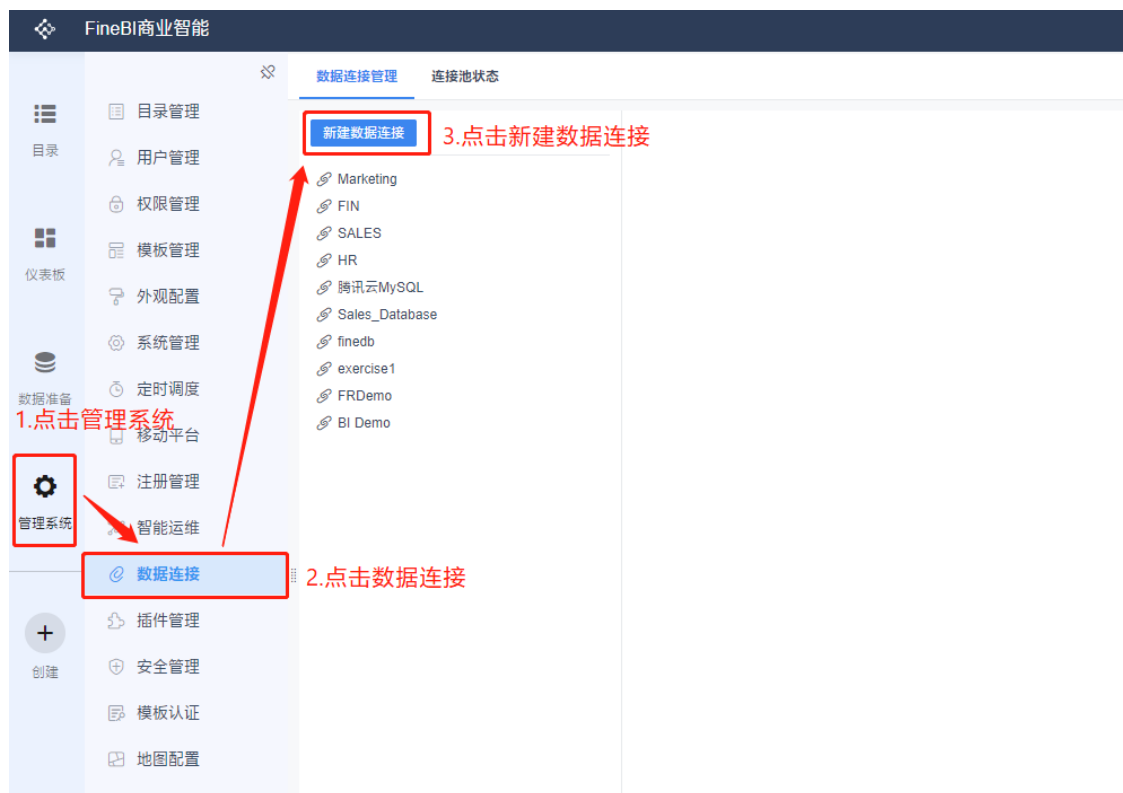 FineBI商业智能
目录
仪表板
数据准备
1.点击管理系统
管理系统
创建
目录管理
用户管理
权限管理
模板管理
外观配置
系统管理
定时调度
移动平台
注册管理
智能运维
数据连接
插件管理
安全管理
模板认证
地图配置
2.点击数据连接
数据连接管理 连接池状态
新建数据连接
3.点击新建数据连接
Marketing
FIN
SALES
HR
腾讯云MySQL
Sales_Database
finedb
exercise1
FRDemo
BI Demo